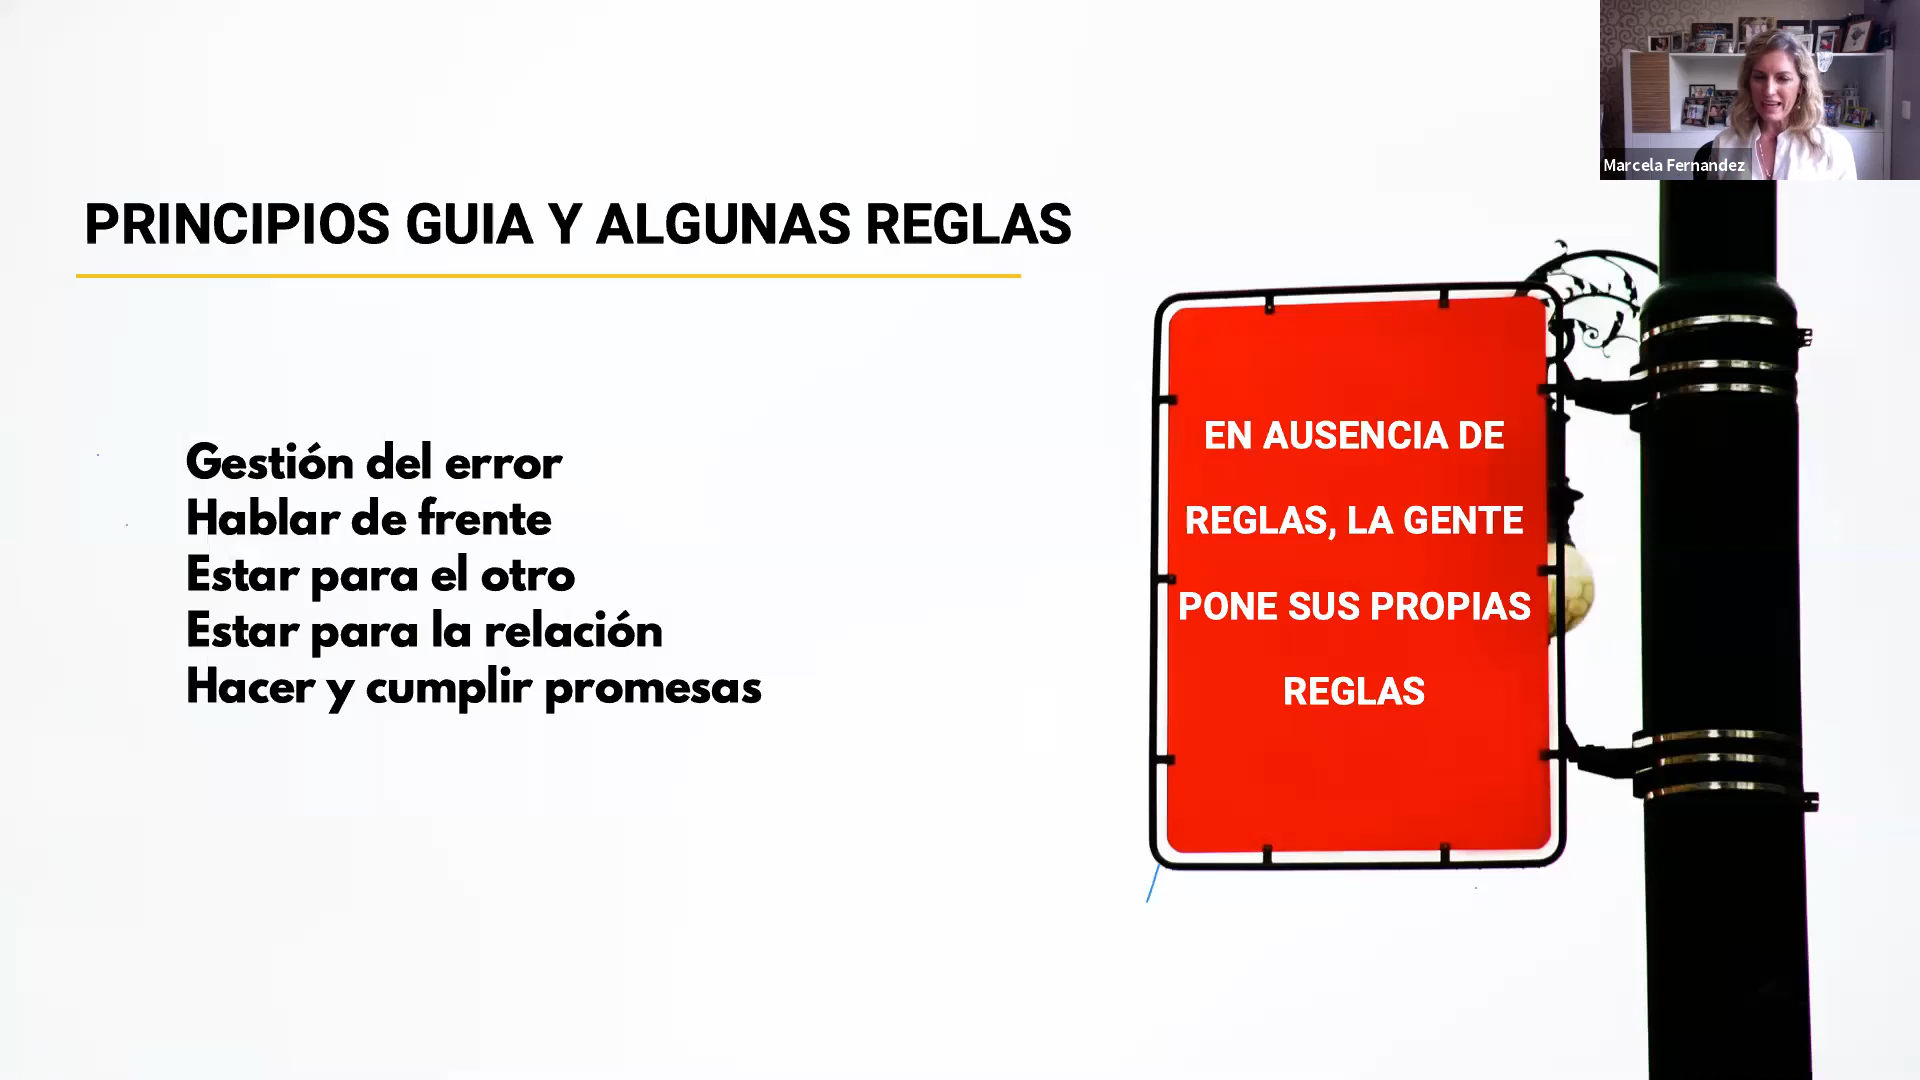 Marcela Fernandez
PRINCIPIOS GUIA Y ALGUNAS REGLAS
Gestión del error
Hablar de frente
Estar para el otro
Estar para la relación
Hacer y cumplir promesas
EN AUSENCIA DE
REGLAS, LA GENTE
PONE SUS PROPIAS
REGLAS